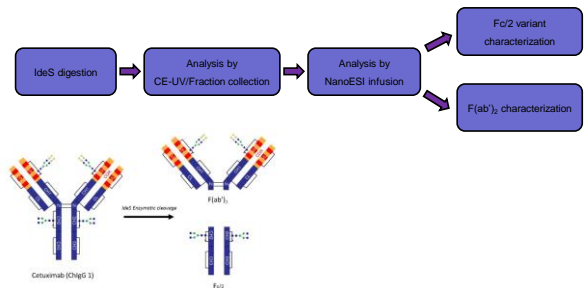 Fc/2 variant
characterization
IdeS digestion
Analysis by
CE-UV/Fraction collection
Analysis by
NanoESI infusion
F(ab')₂ characterization
IdeS Enzymatic cleavage
F(ab')₂
Cetuximab (ChIgG 1)
Fc/2